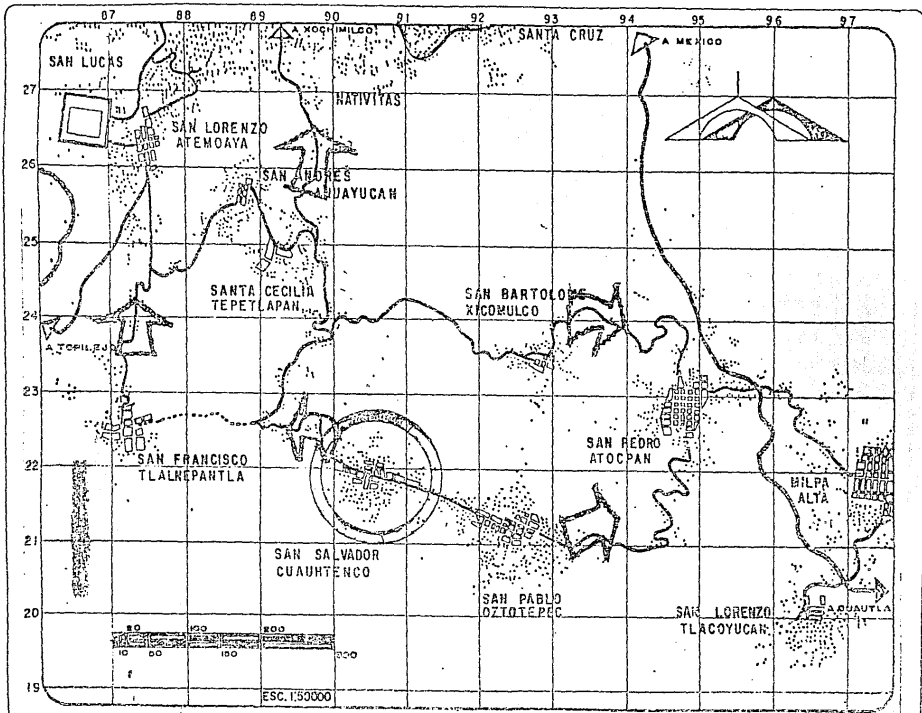 87 88 89 90 91 92 93 94 95 96 97
A XOCHIMILCO
SANTA CRUZ
A MEXICO
SAN LUCAS
27
NATIVITAS
SAN LORENZO
ATEMOAYA
26
SAN ANDRES
AHUAYUCAN
25
SANTA CECILIA
TEPETLAPAN
SAN BARTOLOME
XICOMULCO
24
A TOPILEJO
23
SAN PEDRO
ATOCPAN
SAN FRANCISCO
TLALNEPANTLA
22
MILPA
ALTA
21
SAN SALVADOR
CUAUHTENCO
SAN PABLO
OZTOTEPEC
20
SAN LORENZO
TLACOYUCAN
A CUAUTLA
20 100 200
10 50 150 300
19
ESC. 1:50000